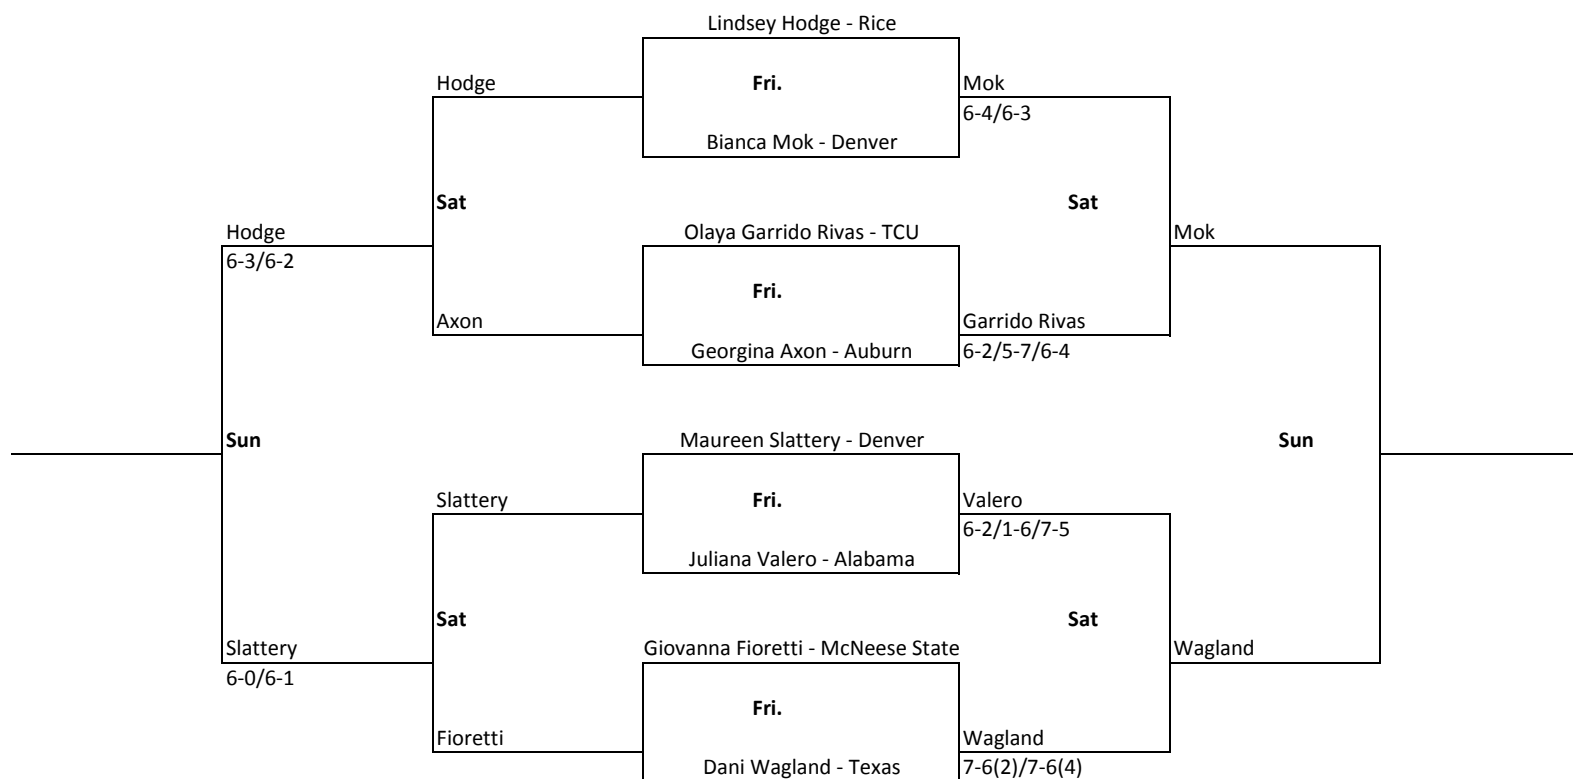 Lindsey Hodge - Rice
Hodge
Fri.
Mok
6-4/6-3
Bianca Mok - Denver
Sat
Sat
Hodge
Olaya Garrido Rivas - TCU
Mok
6-3/6-2
Fri.
Axon
Garrido Rivas
Georgina Axon - Auburn
6-2/5-7/6-4
Sun
Maureen Slattery - Denver
Sun
Slattery
Fri.
Valero
6-2/1-6/7-5
Juliana Valero - Alabama
Sat
Sat
Slattery
Giovanna Fioretti - McNeese State
Wagland
6-0/6-1
Fri.
Fioretti
Wagland
Dani Wagland - Texas
7-6(2)/7-6(4)